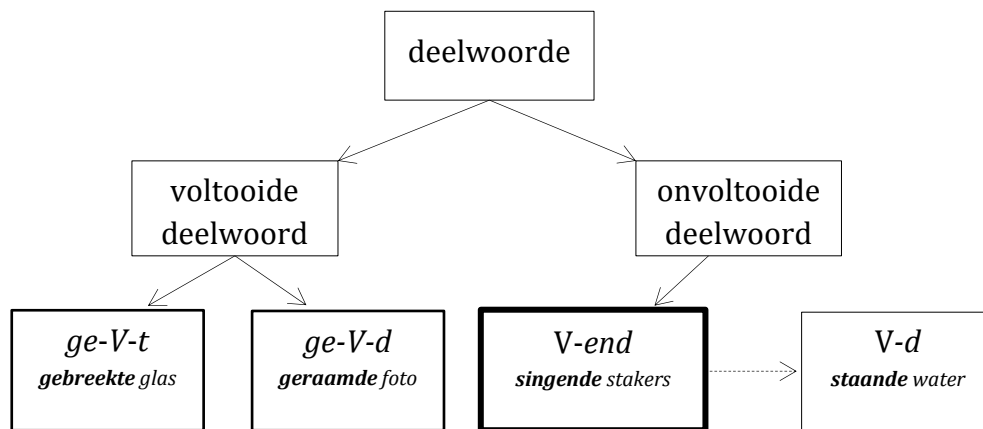 deelwoorde
voltooide
deelwoord
onvoltooide
deelwoord
ge-V-t
gebreekte glas
ge-V-d
geraamde foto
V-end
singende stakers
V-d
staande water